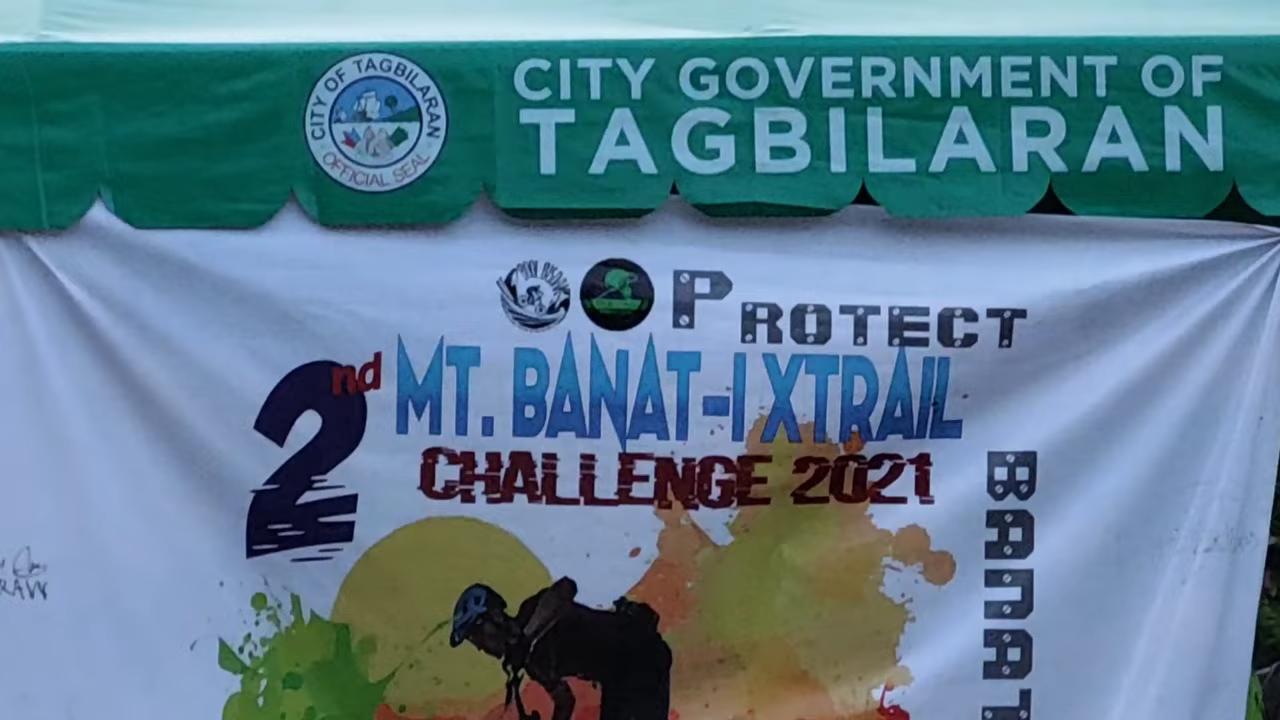 CITY OF TAGBILARAN
OFFICIAL SEAL
CITY GOVERNMENT OF
TAGBILARAN
PROTECT
2nd
MT. BANAT-I XTRAIL
CHALLENGE 2021
BANAT